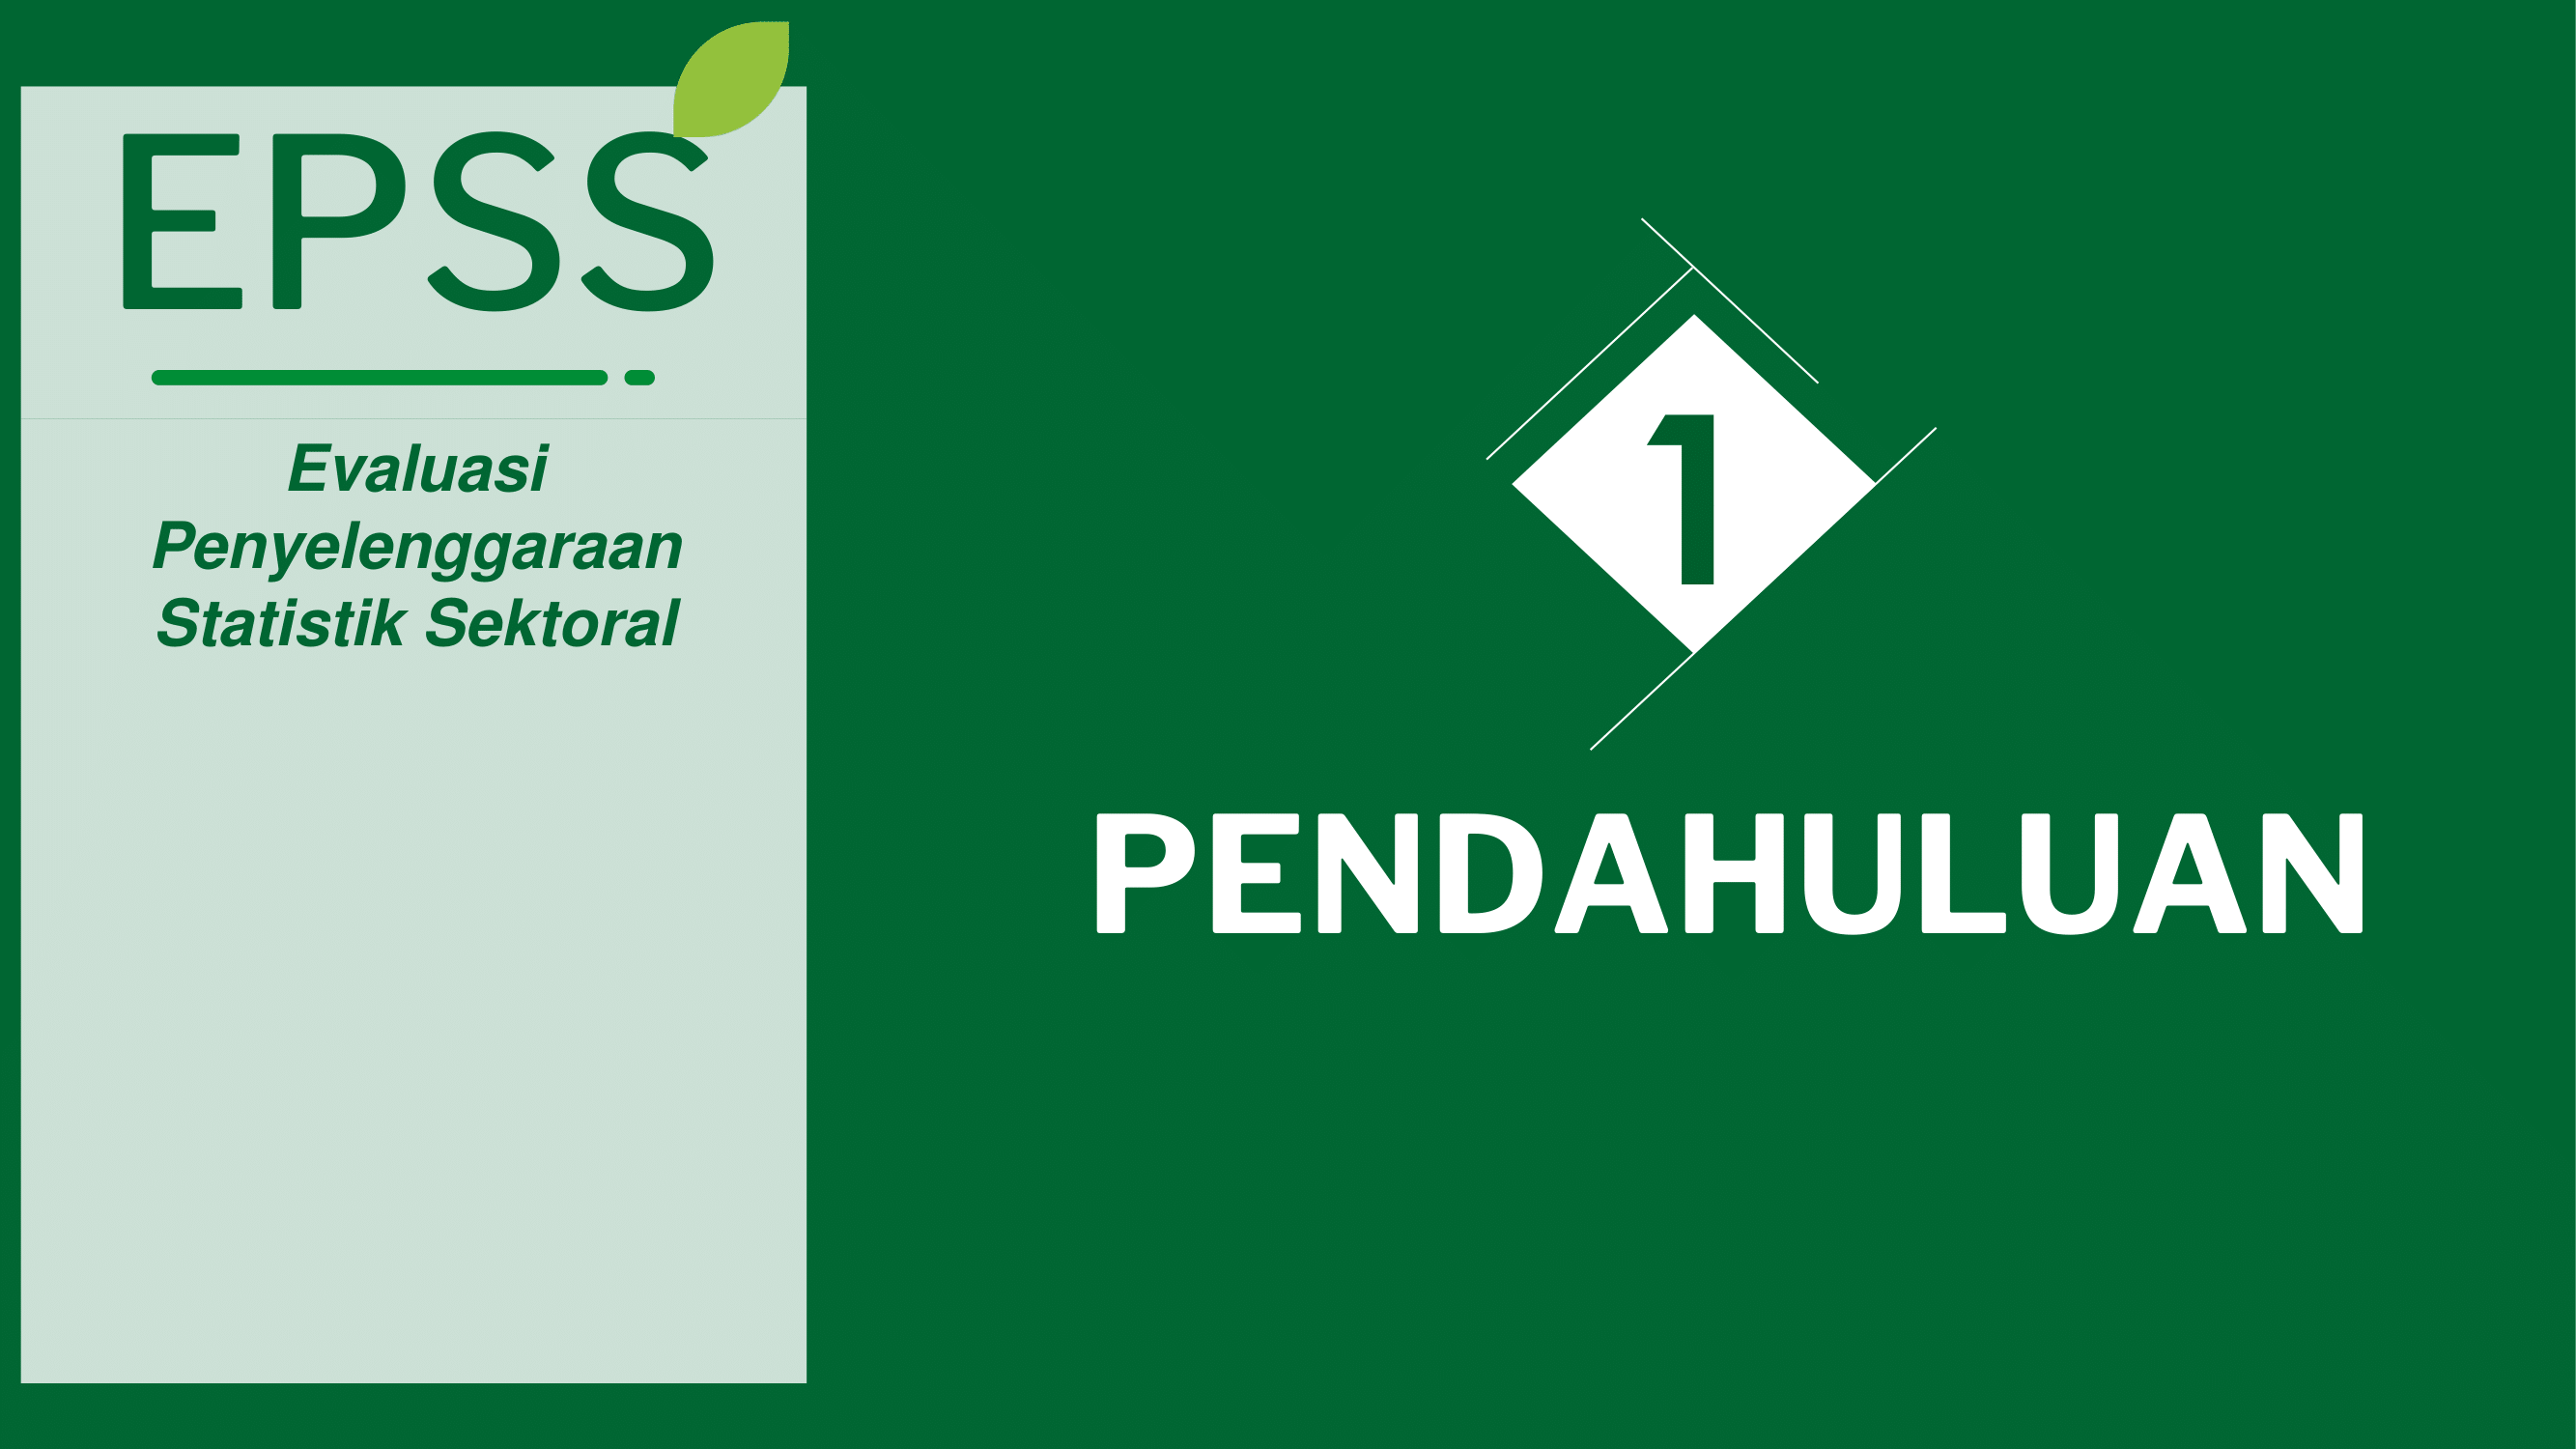 EPSS
Evaluasi
Penyelenggaraan
Statistik Sektoral
1
PENDAHULUAN